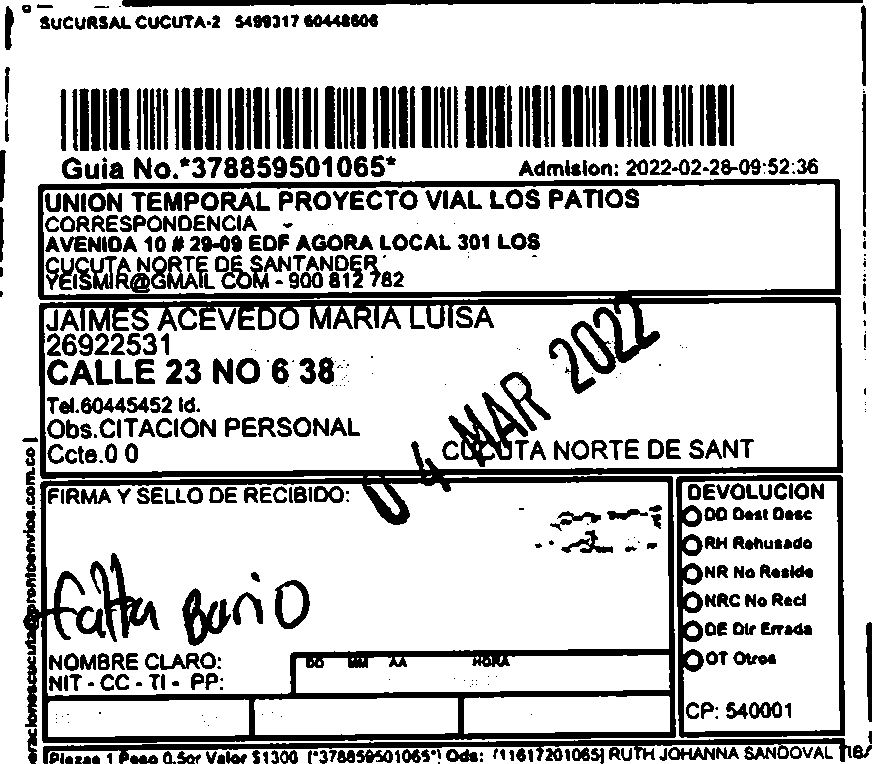 SUCURSAL CUCUTA-2 5499317 60448606
Guia No.*378859501065*
Admision: 2022-02-28-09:52:36
UNION TEMPORAL PROYECTO VIAL LOS PATIOS
CORRESPONDENCIA
AVENIDA 10 # 29-09 EDF AGORA LOCAL 301 LOS
CUCUTA NORTE DE SANTANDER
YEISMIR@GMAIL COM - 900 812 782
JAIMES ACEVEDO MARIA LUISA
26922531
CALLE 23 NO 6 38
Tel.60445452 Id.
Obs.CITACION PERSONAL
Ccte.0 0
CUCUTA NORTE DE SANT
04 MAR 2022
FIRMA Y SELLO DE RECIBIDO:
falta Bario
NOMBRE CLARO:
NIT - CC - TI - PP:
DD MM AA HORA
DEVOLUCION
DD Dest Desc
RH Rehusado
NR No Reside
NRC No Recl
DE Dir Errada
OT Otros
CP: 540001
Piezas 1 Peso 0.5gr Valor $1300 (*378859501065*) Ods: (11617201065) RUTH JOHANNA SANDOVAL